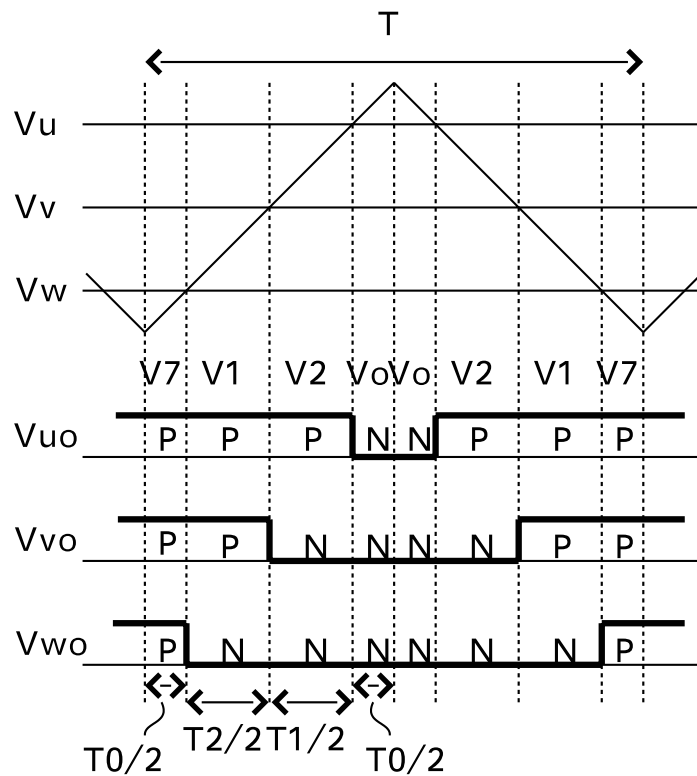 T
Vu
Vv
Vw
V7 V1 V2 Vo Vo V2 V1 V7
Vuo P P P N N P P P
Vvo P P N N N N P P
Vwo P N N N N N N P
T0/2 T2/2 T1/2 T0/2